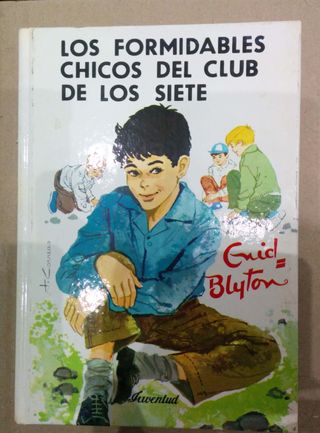 LOS FORMIDABLES
CHICOS DEL CLUB
DE LOS SIETE
Enid
Blyton
Juventud